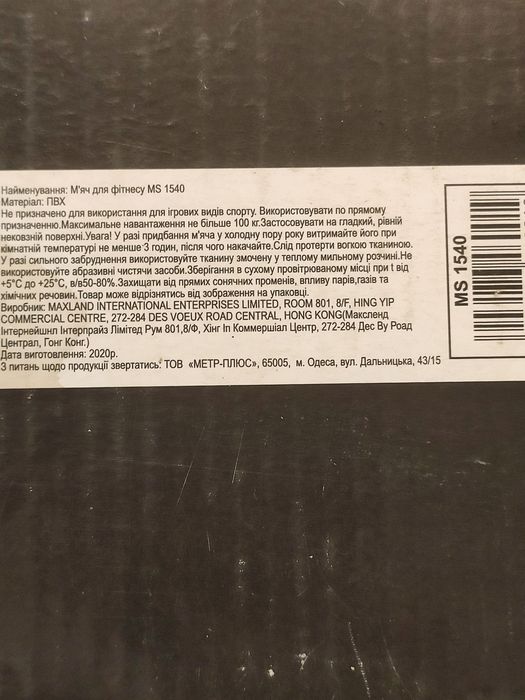 Найменування: М'яч для фітнесу MS 1540
Матеріал: ПВХ
Не призначено для використання для ігрових видів спорту. Використовувати по прямому
призначенню.Максимальне навантаження не більше 100 кг.Застосовувати на гладкий, рівній
нековзній поверхні.Увага! У разі придбання м'яча у холодну пору року витримайте його при
кімнатній температурі не менше 3 годин, після чого накачайте.Слід протерти вогкою тканиною.
У разі сильного забруднення використовуйте тканину змочену у теплому мильному розчині.Не
використовуйте абразивні чистячи засоби.Зберігання в сухому провітрюваному місці при t від
+5°С до +25°С, в/в50-80%.Захищати від прямих сонячних променів, впливу парів,газів та
хімічних речовин.Товар може відрізнятись від зображення на упаковці.
Виробник: MAXLAND INTERNATIONAL ENTERPRISES LIMITED, ROOM 801, 8/F, HING YIP
COMMERCIAL CENTRE, 272-284 DES VOEUX ROAD CENTRAL, HONG KONG(Максленд
Інтернейшнл Інтерпрайз Лімітед Рум 801,8/Ф, Хінг Іп Коммершіал Центр, 272-284 Дес Ву Роад
Централ, Гонг Конг.)
Дата виготовлення: 2020р.
З питань щодо продукції звертатись: ТОВ «МЕТР-ПЛЮС», 65005, м. Одеса, вул. Дальницька, 43/15
MS 1540